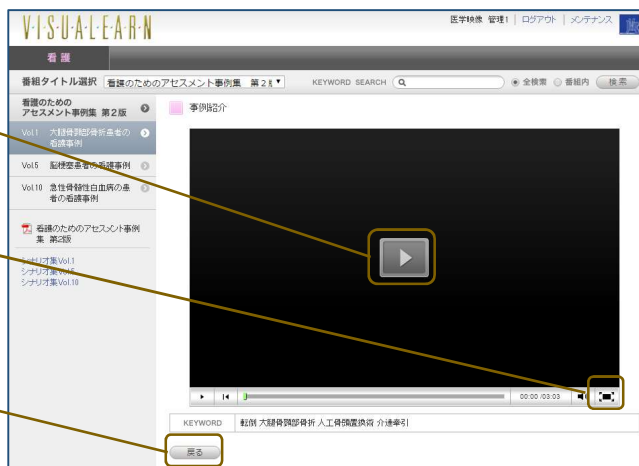 V·I·S·U·A·L·E·A·R·N
医学映像 管理1 | ログアウト | メンテナンス
看護
番組タイトル選択 看護のためのアセスメント事例集 第2版 KEYWORD SEARCH 全検索 番組内 検索
看護のための
アセスメント事例集 第2版
事例紹介
Vol.1 大腿骨頸部骨折患者の
看護事例
Vol.5 脳梗塞患者の看護事例
Vol.10 急性骨髄性白血病の患
者の看護事例
看護のためのアセスメント事例
集 第2版
シナリオ集Vol.1
シナリオ集Vol.5
シナリオ集Vol.10
00:00 /03:03
KEYWORD 転倒 大腿骨頸部骨折 人工骨頭置換術 介達牽引
戻る